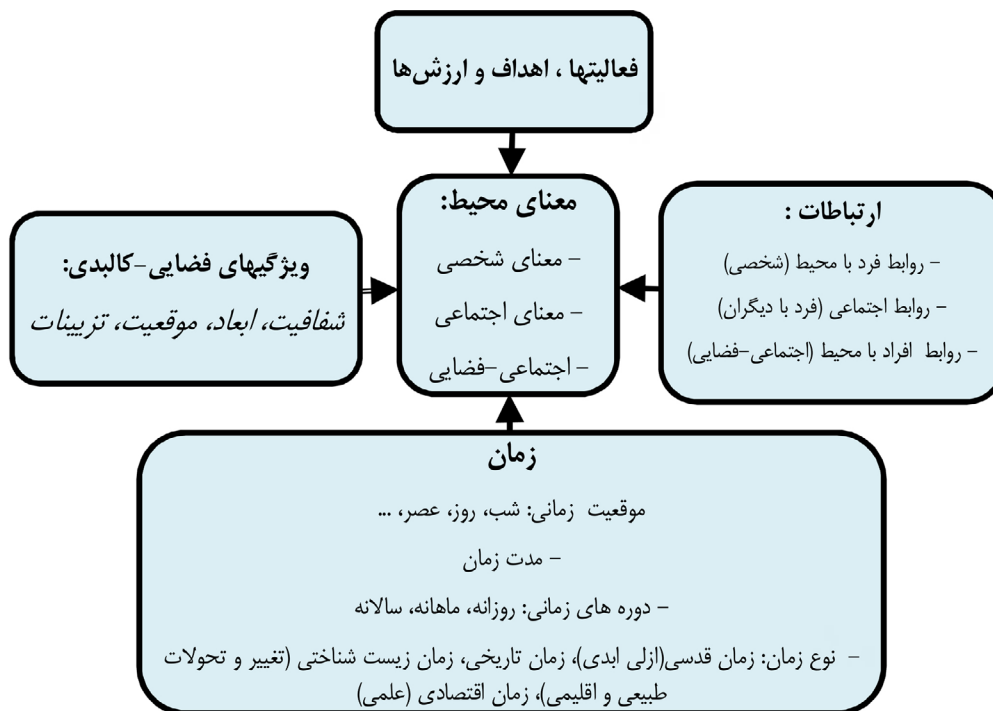 فعالیتها ، اهداف و ارزش‌ها
معنای محیط:
– معنای شخصی
– معنای اجتماعی
– اجتماعی–فضایی
ارتباطات :
– روابط فرد با محیط (شخصی)
– روابط اجتماعی (فرد با دیگران)
– روابط افراد با محیط (اجتماعی–فضایی)
ویژگیهای فضایی–کالبدی:
شفافیت، ابعاد، موقعیت، تزیینات
زمان
موقعیت زمانی: شب، روز، عصر، ...
– مدت زمان
– دوره های زمانی: روزانه، ماهانه، سالانه
– نوع زمان: زمان قدسی(ازلی ابدی)، زمان تاریخی، زمان زیست شناختی (تغییر و تحولات
طبیعی و اقلیمی)، زمان اقتصادی (علمی)